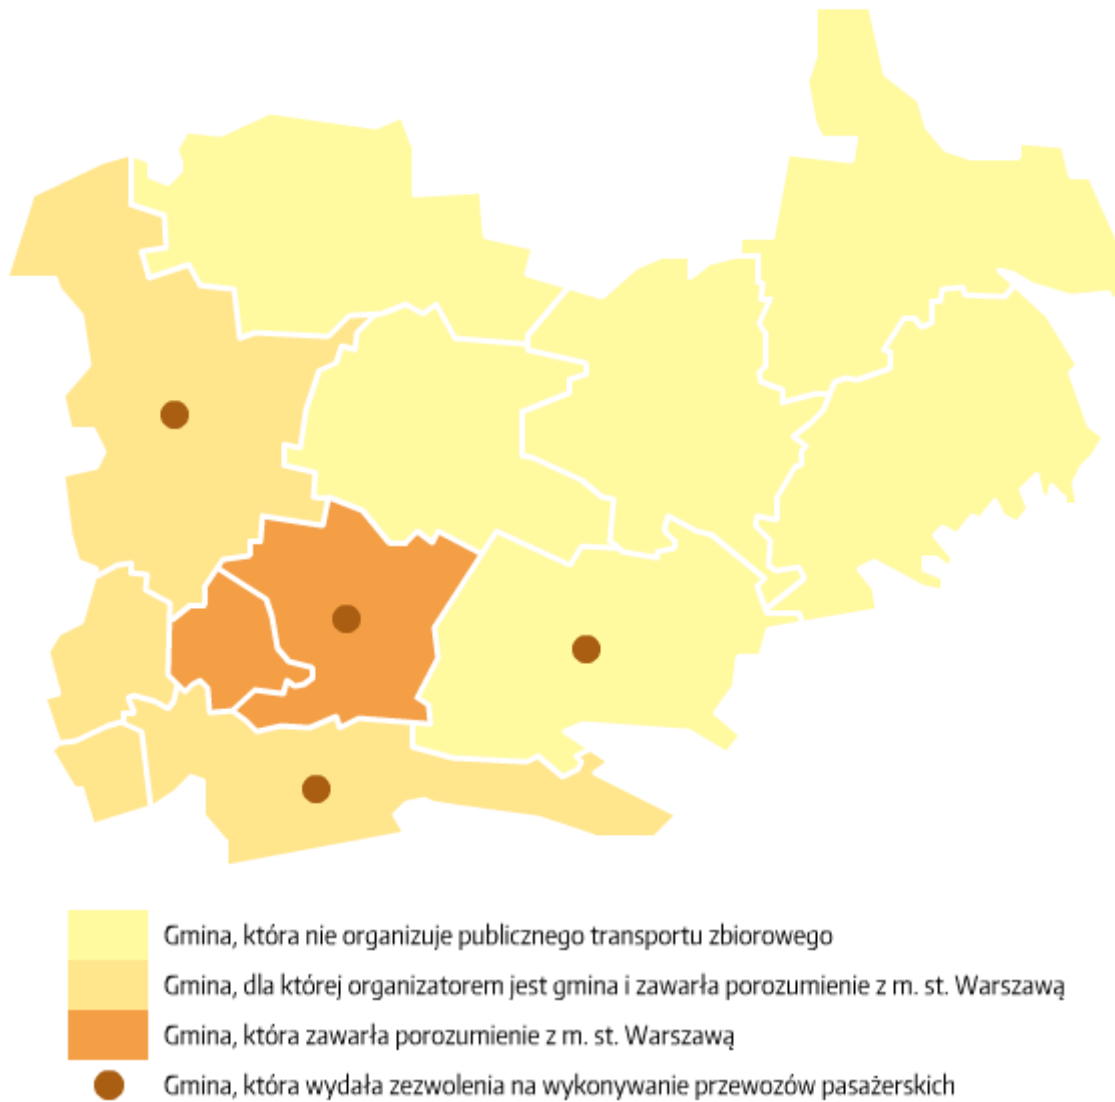 Gmina, która nie organizuje publicznego transportu zbiorowego
Gmina, dla której organizatorem jest gmina i zawarła porozumienie z m. st. Warszawą
Gmina, która zawarła porozumienie z m. st. Warszawą
Gmina, która wydała zezwolenia na wykonywanie przewozów pasażerskich